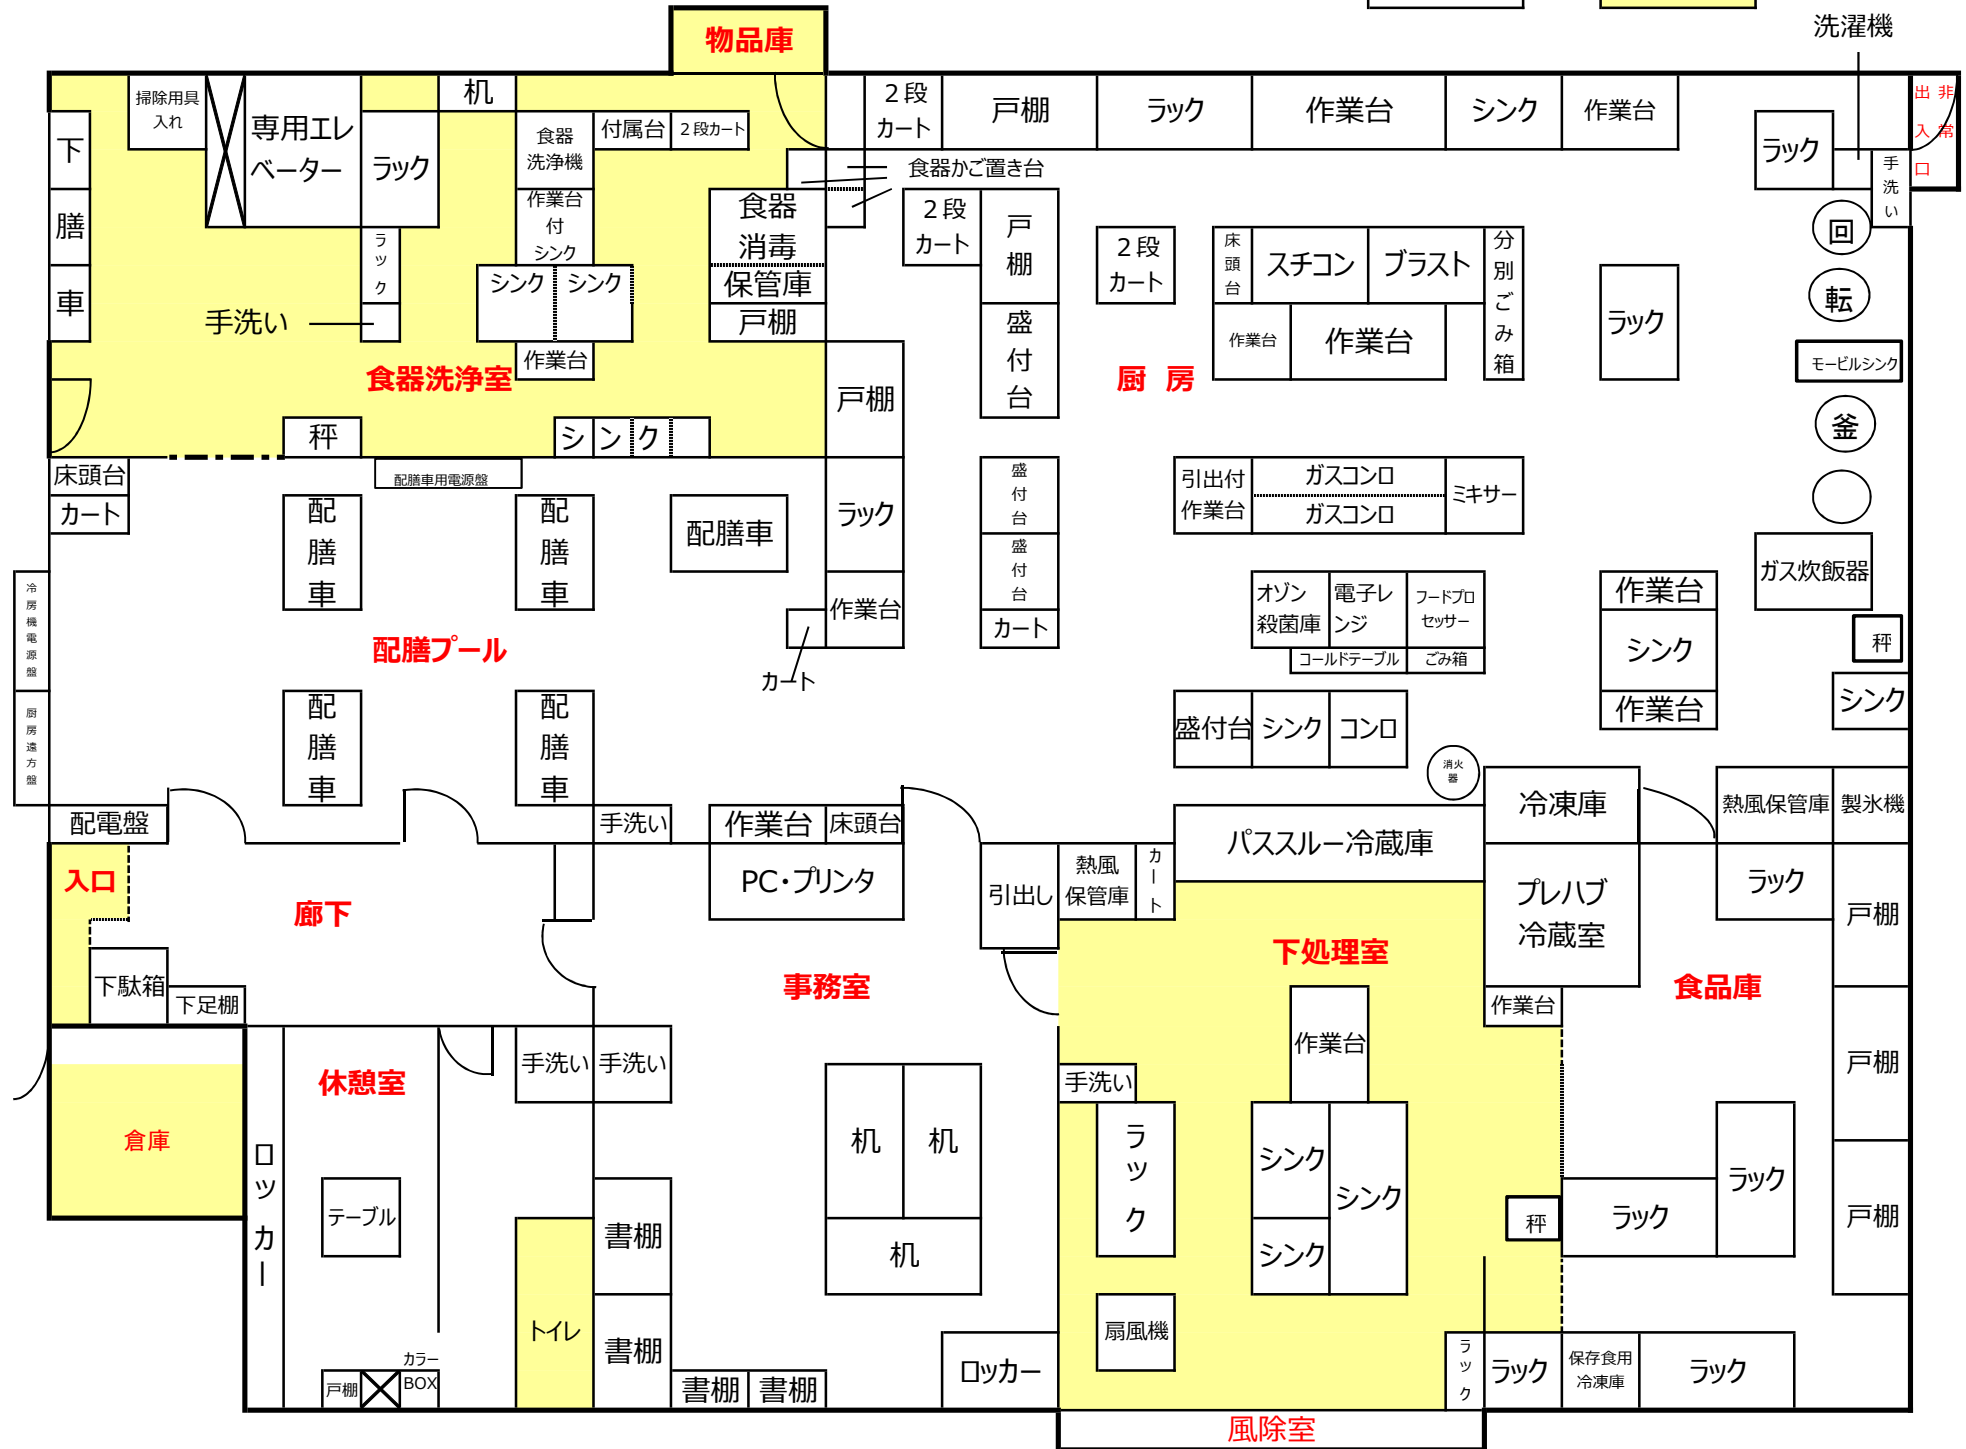 洗濯機
物品庫
掃除用具
入れ
専用エレ
ベーター
机
ラック
食器
洗浄機
付属台
２段カート
２段
カート
戸棚
ラック
作業台
シンク
作業台
ラック
非常
出入口
手洗い
下膳車
食器かご置き台
作業台
付
シンク
食器
消毒
保管庫
戸棚
２段
カート
戸棚
２段
カート
床頭台
スチコン
ブラスト
分別ごみ箱
回
転
ラック
シンク
シンク
手洗い
作業台
食器洗浄室
盛付台
厨 房
作業台
作業台
ラック
モービルシンク
釜
戸棚
秤
シンク
床頭台
カート
配膳車用電源盤
配膳車
配膳車
配膳車
ラック
盛付台
盛付台
カート
引出付
作業台
ガスコンロ
ガスコンロ
ミキサー
ガス炊飯器
冷房機電源盤
厨房遠方盤
作業台
カート
配膳プール
オゾン
殺菌庫
電子レ
ンジ
フードプロ
セッサー
コールドテーブル
ごみ箱
作業台
シンク
作業台
秤
シンク
配膳車
配膳車
盛付台
シンク
コンロ
消火
器
配電盤
手洗い
作業台
床頭台
冷凍庫
熱風保管庫
製氷機
パススルー冷蔵庫
入口
廊下
PC・プリンタ
引出し
熱風
保管庫
カート
プレハブ
冷蔵室
ラック
戸棚
下駄箱
下足棚
事務室
下処理室
食品庫
作業台
作業台
休憩室
手洗い
手洗い
手洗い
戸棚
倉庫
ロッカー
机
机
机
ラック
シンク
シンク
シンク
ラック
ラック
秤
戸棚
テーブル
書棚
トイレ
書棚
扇風機
カラー
BOX
戸棚
書棚
書棚
ロッカー
ラック
ラック
保存食用
冷凍庫
ラック
風除室